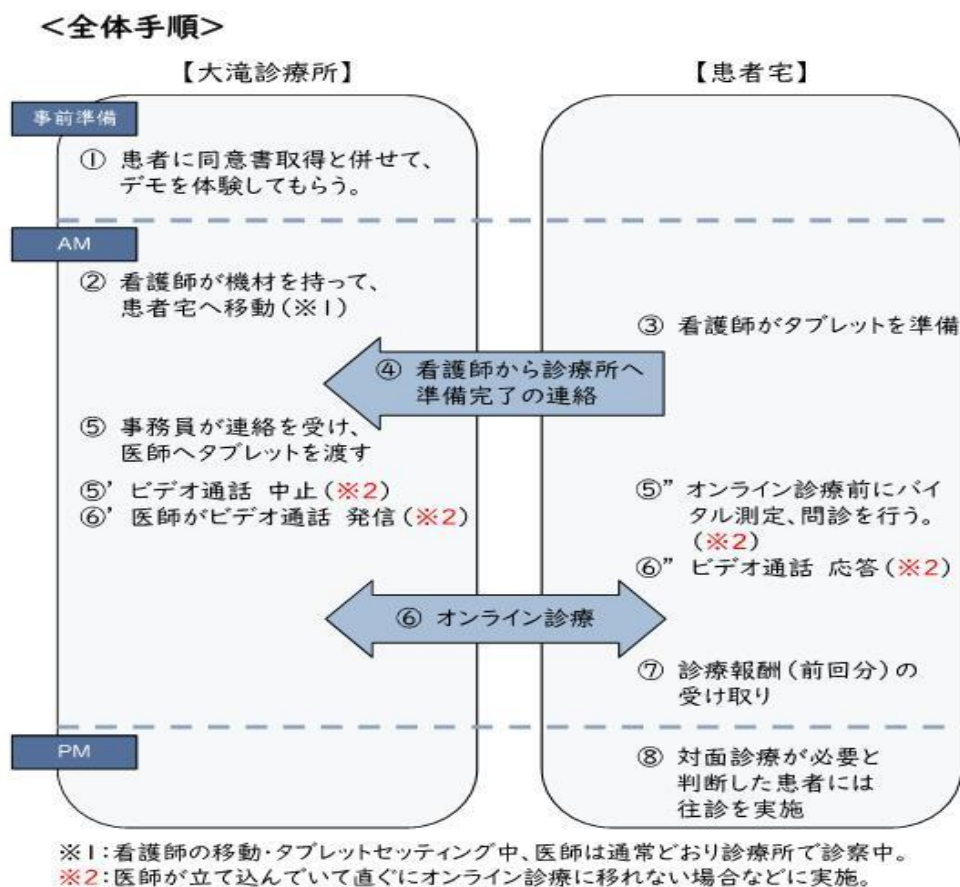 <全体手順>
【大滝診療所】
【患者宅】
事前準備
① 患者に同意書取得と併せて、
デモを体験してもらう。
AM
② 看護師が機材を持って、
患者宅へ移動(※1)
③ 看護師がタブレットを準備
④ 看護師から診療所へ
準備完了の連絡
⑤ 事務員が連絡を受け、
医師へタブレットを渡す
⑤’ ビデオ通話 中止(※2)
⑥’ 医師がビデオ通話 発信(※2)
⑤” オンライン診療前にバイ
タル測定、問診を行う。
(※2)
⑥” ビデオ通話 応答(※2)
⑥ オンライン診療
⑦ 診療報酬(前回分)の
受け取り
PM
⑧ 対面診療が必要と
判断した患者には
往診を実施
※1:看護師の移動・タブレットセッティング中、医師は通常どおり診療所で診察中。
※2:医師が立て込んでいて直ぐにオンライン診療に移れない場合などに実施。